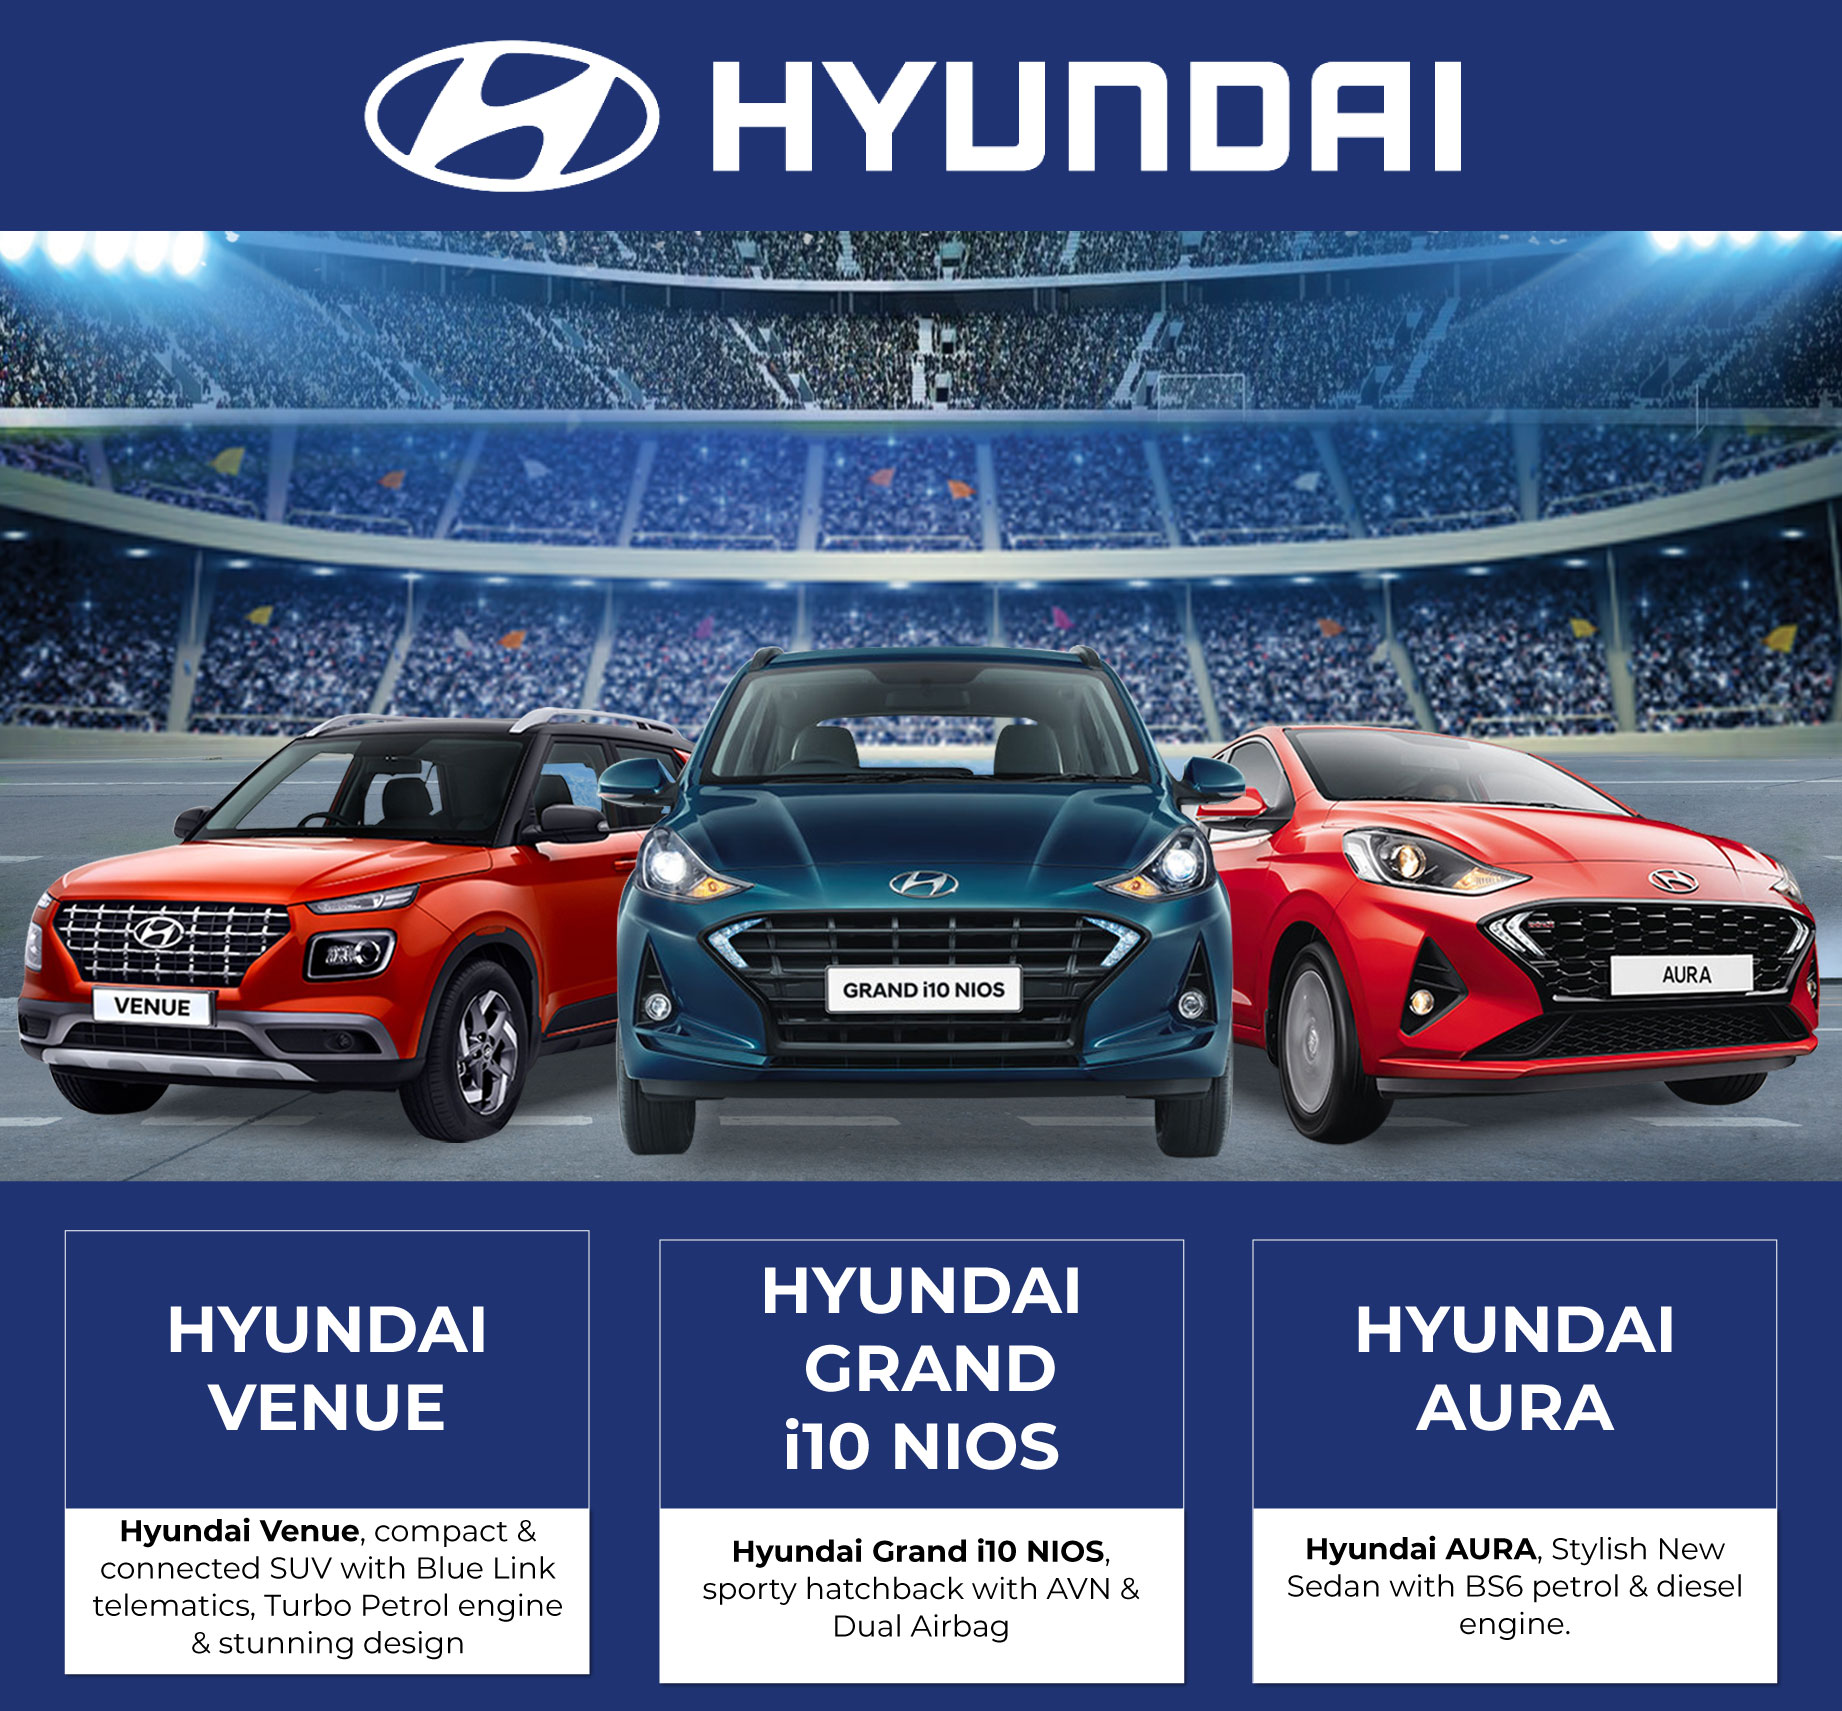 HYUNDAI
VENUE
GRAND i10 NIOS
AURA
HYUNDAI
VENUE
Hyundai Venue, compact &
connected SUV with Blue Link
telematics, Turbo Petrol engine
& stunning design
HYUNDAI
GRAND
i10 NIOS
Hyundai Grand i10 NIOS,
sporty hatchback with AVN &
Dual Airbag
HYUNDAI
AURA
Hyundai AURA, Stylish New
Sedan with BS6 petrol & diesel
engine.